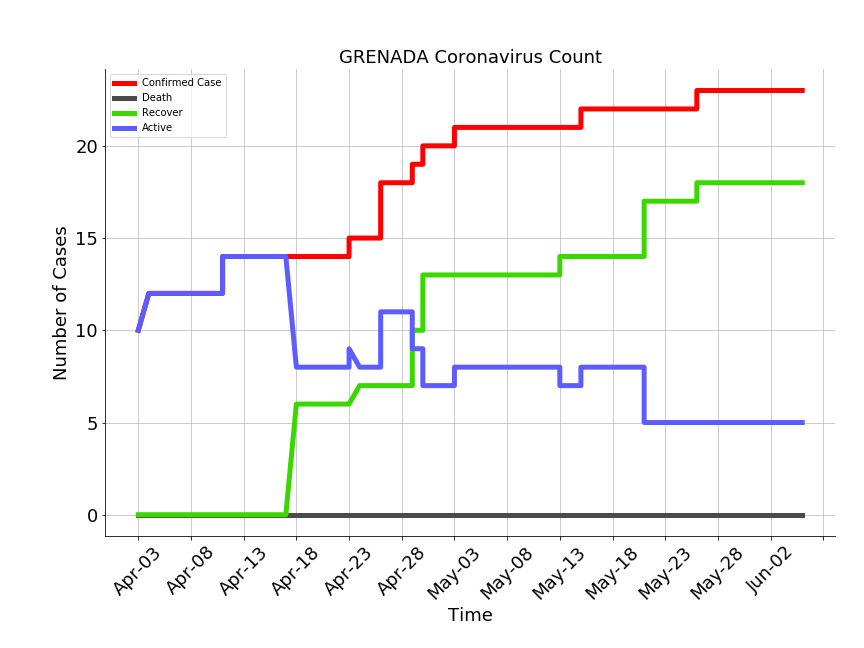 GRENADA Coronavirus Count
Confirmed Case
Death
Recover
Active
Number of Cases
20
15
10
5
0
Apr-03
Apr-08
Apr-13
Apr-18
Apr-23
Apr-28
May-03
May-08
May-13
May-18
May-23
May-28
Jun-02
Time